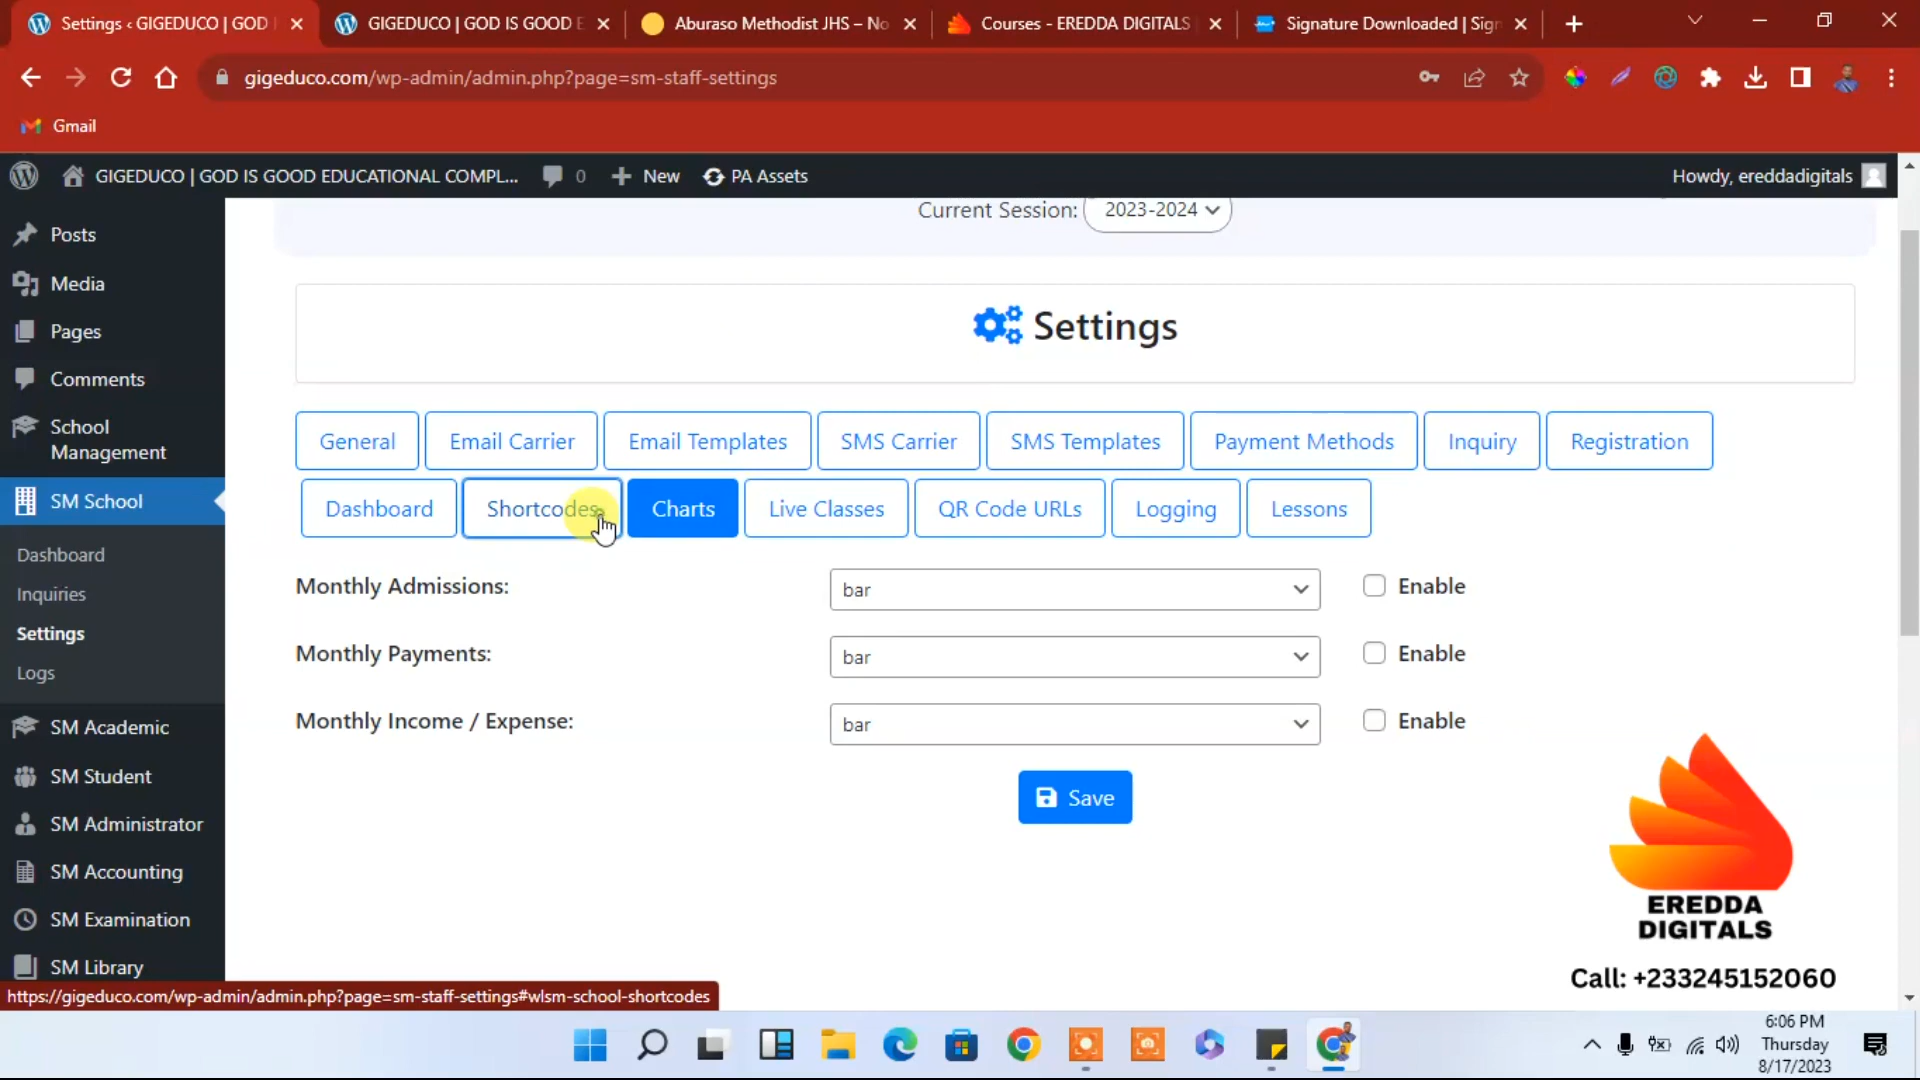 Settings ‹ GIGEDUCO | GOD
GIGEDUCO | GOD IS GOOD E
Aburaso Methodist JHS – No
Courses - EREDDA DIGITALS
Signature Downloaded | Sign
gigeduco.com/wp-admin/admin.php?page=sm-staff-settings
Gmail
GIGEDUCO | GOD IS GOOD EDUCATIONAL COMPL...
0
New
PA Assets
Howdy, ereddadigitals
Posts
Media
Pages
Comments
School Management
SM School
Dashboard
Inquiries
Settings
Logs
SM Academic
SM Student
SM Administrator
SM Accounting
SM Examination
SM Library
Current Session: 2023-2024
Settings
General
Email Carrier
Email Templates
SMS Carrier
SMS Templates
Payment Methods
Inquiry
Registration
Dashboard
Shortcodes
Charts
Live Classes
QR Code URLs
Logging
Lessons
Monthly Admissions: bar Enable
Monthly Payments: bar Enable
Monthly Income / Expense: bar Enable
Save
EREDDA
DIGITALS
Call: +233245152060
https://gigeduco.com/wp-admin/admin.php?page=sm-staff-settings#wlsm-school-shortcodes
6:06 PM
Thursday
8/17/2023